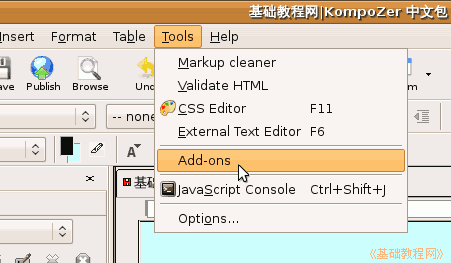 基础教程网|KompoZer 中文包
nsert Format Table Tools Help
Markup cleaner
Validate HTML
CSS Editor F11
External Text Editor F6
Add-ons
JavaScript Console Ctrl+Shift+J
Options...
ave Publish Browse Undo m
-- none
A
基础
《基础教程网》